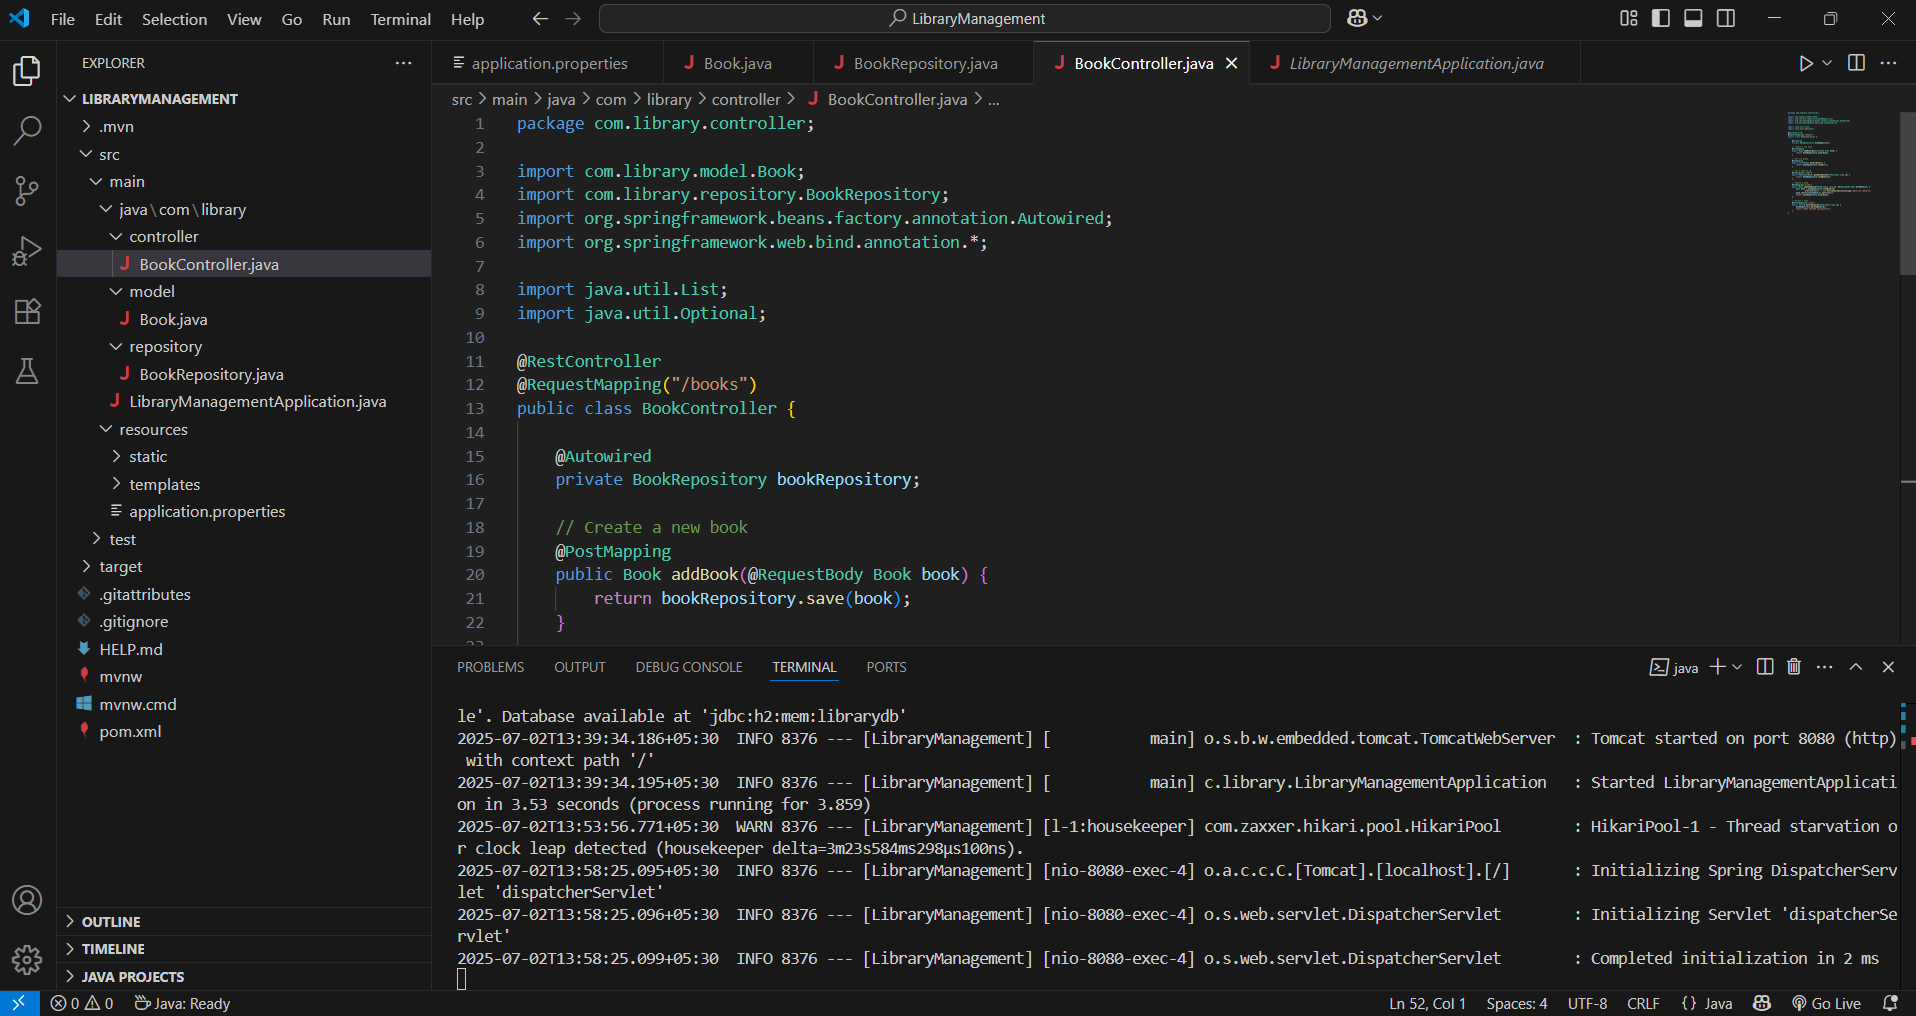 File Edit Selection View Go Run Terminal Help
LibraryManagement
EXPLORER
LIBRARYMANAGEMENT
.mvn
src
main
java\com\library
controller
BookController.java
model
Book.java
repository
BookRepository.java
LibraryManagementApplication.java
resources
static
templates
application.properties
test
target
.gitattributes
.gitignore
HELP.md
mvnw
mvnw.cmd
pom.xml
OUTLINE
TIMELINE
JAVA PROJECTS
application.properties Book.java BookRepository.java BookController.java LibraryManagementApplication.java
src > main > java > com > library > controller > BookController.java > ...
1 package com.library.controller;
2
3 import com.library.model.Book;
4 import com.library.repository.BookRepository;
5 import org.springframework.beans.factory.annotation.Autowired;
6 import org.springframework.web.bind.annotation.*;
7
8 import java.util.List;
9 import java.util.Optional;
10
11 @RestController
12 @RequestMapping("/books")
13 public class BookController {
14
15 @Autowired
16 private BookRepository bookRepository;
17
18 // Create a new book
19 @PostMapping
20 public Book addBook(@RequestBody Book book) {
21 return bookRepository.save(book);
22 }
PROBLEMS OUTPUT DEBUG CONSOLE TERMINAL PORTS
java
le'. Database available at 'jdbc:h2:mem:librarydb'
2025-07-02T13:39:34.186+05:30 INFO 8376 --- [LibraryManagement] [ main] o.s.b.w.embedded.tomcat.TomcatWebServer : Tomcat started on port 8080 (http)
with context path '/'
2025-07-02T13:39:34.195+05:30 INFO 8376 --- [LibraryManagement] [ main] c.library.LibraryManagementApplication : Started LibraryManagementApplicati
on in 3.53 seconds (process running for 3.859)
2025-07-02T13:53:56.771+05:30 WARN 8376 --- [LibraryManagement] [l-1:housekeeper] com.zaxxer.hikari.pool.HikariPool : HikariPool-1 - Thread starvation o
r clock leap detected (housekeeper delta=3m23s584ms298µs100ns).
2025-07-02T13:58:25.095+05:30 INFO 8376 --- [LibraryManagement] [nio-8080-exec-4] o.a.c.c.C.[Tomcat].[localhost].[/] : Initializing Spring DispatcherServ
let 'dispatcherServlet'
2025-07-02T13:58:25.096+05:30 INFO 8376 --- [LibraryManagement] [nio-8080-exec-4] o.s.web.servlet.DispatcherServlet : Initializing Servlet 'dispatcherSe
rvlet'
2025-07-02T13:58:25.099+05:30 INFO 8376 --- [LibraryManagement] [nio-8080-exec-4] o.s.web.servlet.DispatcherServlet : Completed initialization in 2 ms
0 0 Java: Ready
Ln 52, Col 1 Spaces: 4 UTF-8 CRLF {} Java Go Live